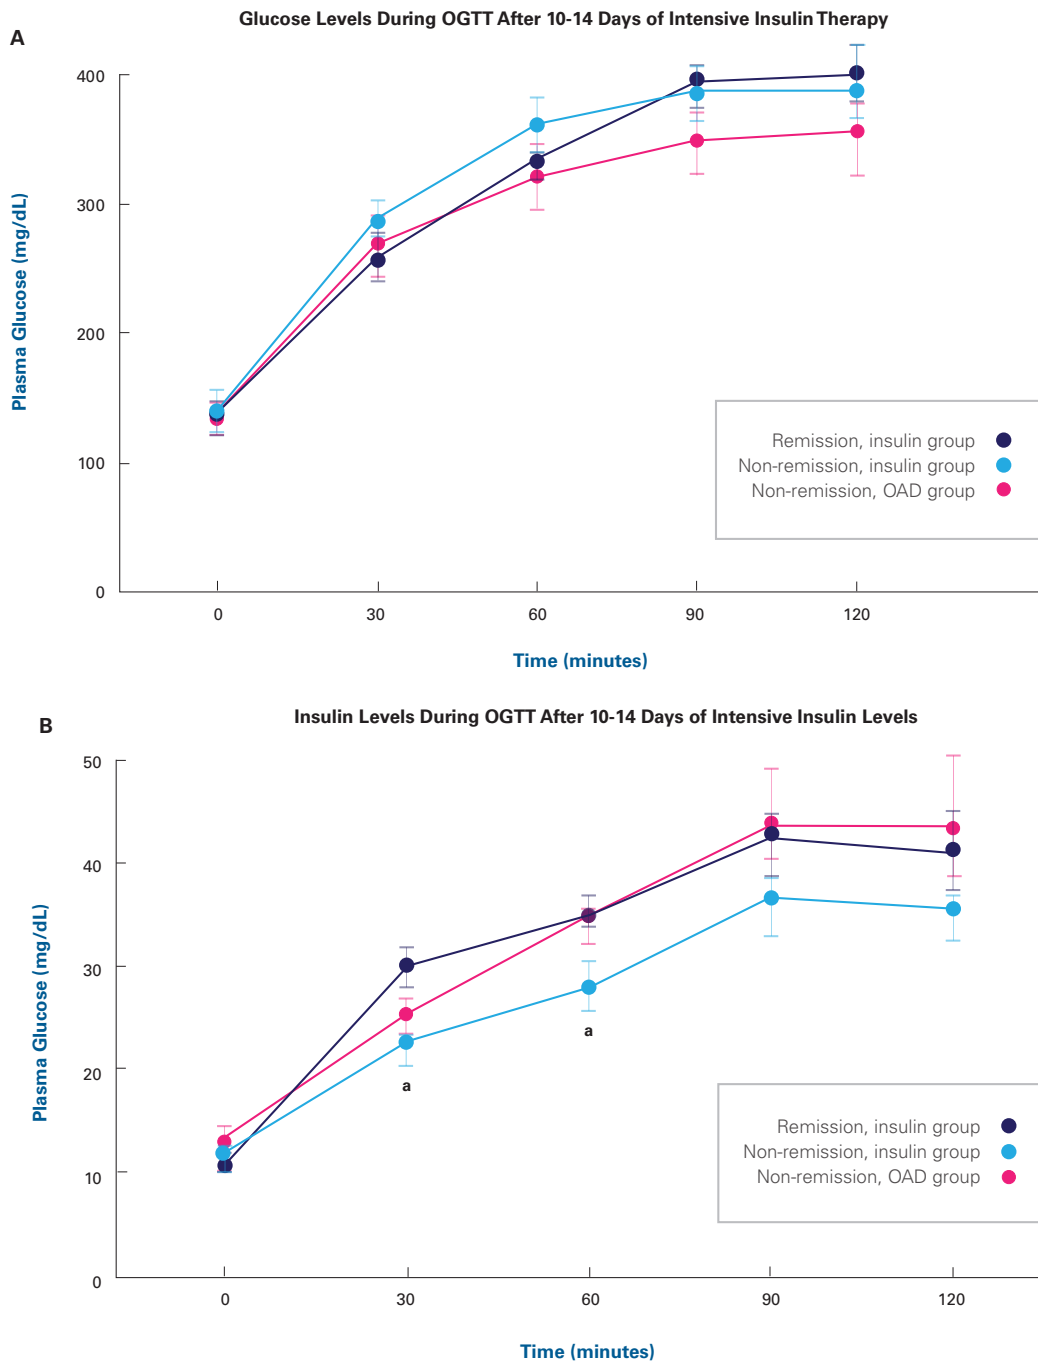 A
Glucose Levels During OGTT After 10-14 Days of Intensive Insulin Therapy
Plasma Glucose (mg/dL)
400
300
200
100
0
0 30 60 90 120
Time (minutes)
Remission, insulin group
Non-remission, insulin group
Non-remission, OAD group
B
Insulin Levels During OGTT After 10-14 Days of Intensive Insulin Levels
Plasma Glucose (mg/dL)
50
40
30
20
10
0
a
a
0 30 60 90 120
Time (minutes)
Remission, insulin group
Non-remission, insulin group
Non-remission, OAD group